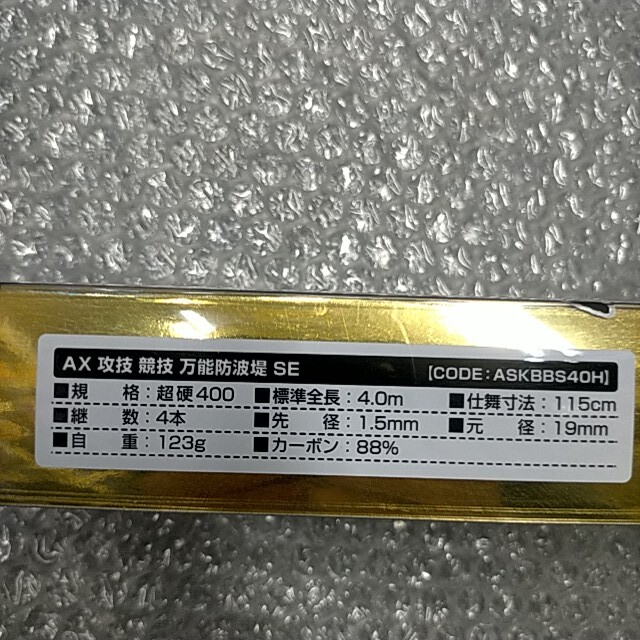 AX 攻技 競技 万能防波堤 SE [CODE:ASKBBS40H]
■規 格:超硬400 ■標準全長:4.0m ■仕舞寸法:115cm
■継 数:4本 ■先 径:1.5mm ■元 径:19mm
■自 重:123g ■カーボン:88%